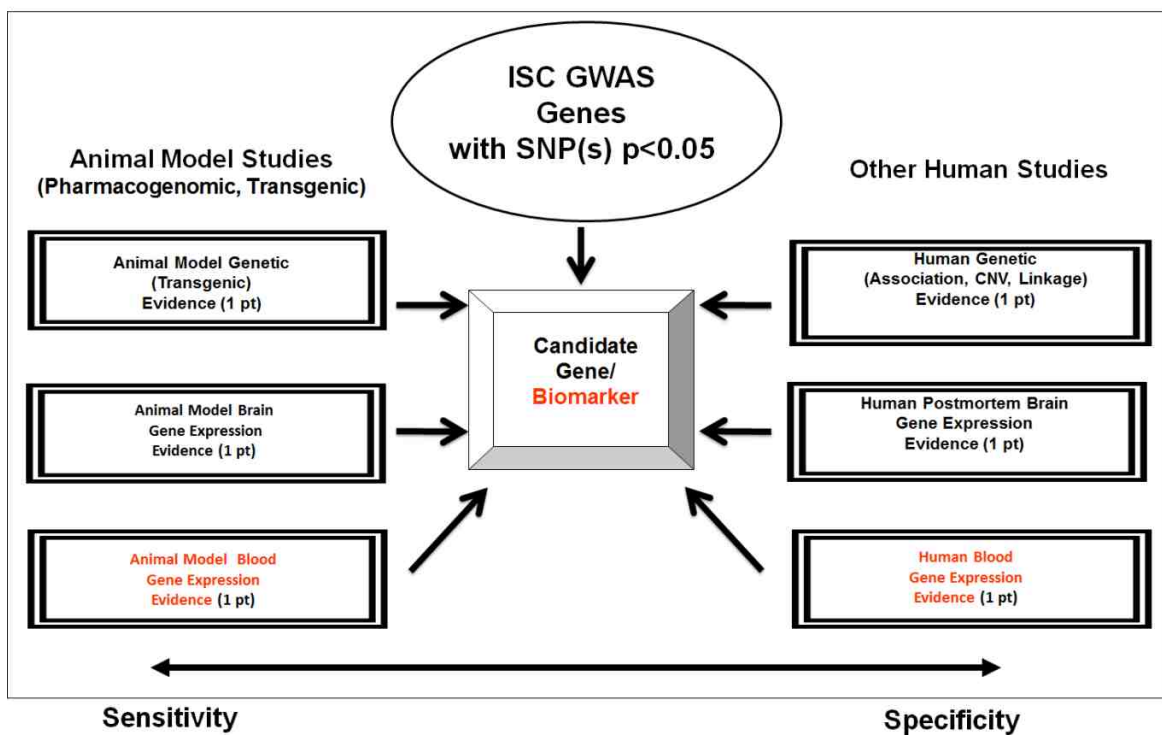 ISC GWAS
Genes
with SNP(s) p<0.05
Animal Model Studies
(Pharmacogenomic, Transgenic)
Animal Model Genetic
(Transgenic)
Evidence (1 pt)
Animal Model Brain
Gene Expression
Evidence (1 pt)
Animal Model Blood
Gene Expression
Evidence (1 pt)
Candidate
Gene/
Biomarker
Other Human Studies
Human Genetic
(Association, CNV, Linkage)
Evidence (1 pt)
Human Postmortem Brain
Gene Expression
Evidence (1 pt)
Human Blood
Gene Expression
Evidence (1 pt)
Sensitivity
Specificity